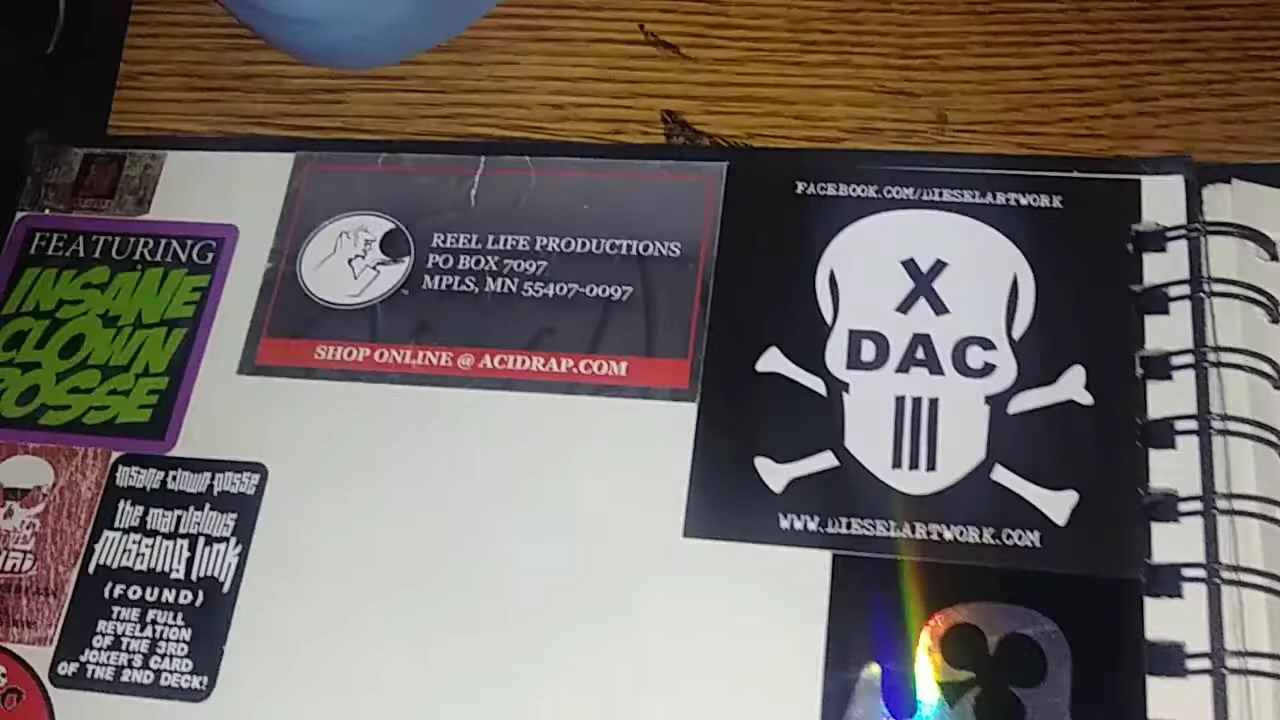 FEATURING
INSANE
CLOWN
POSSE
REEL LIFE PRODUCTIONS
PO BOX 7097
MPLS, MN 55407-0097
SHOP ONLINE @ ACIDRAP.COM
FACEBOOK.COM/DIESELARTWORK
X
DAC
III
WWW.DIESELARTWORK.COM
insane clown posse
the marvelous
missing link
(FOUND)
THE FULL
REVELATION
OF THE 3RD
JOKER'S CARD
OF THE 2ND DECK!